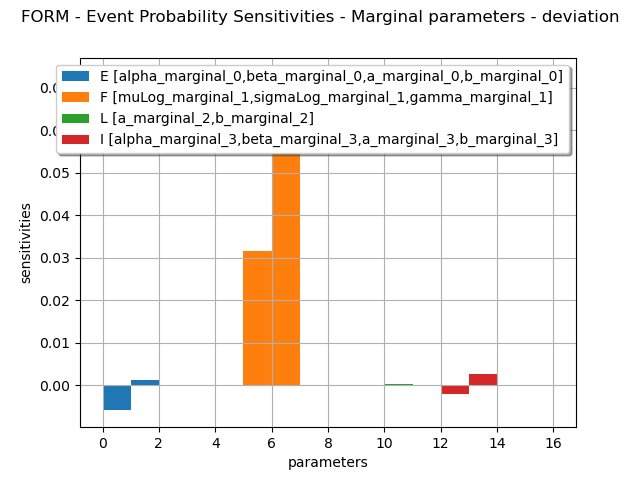 FORM - Event Probability Sensitivities - Marginal parameters - deviation
E [alpha_marginal_0,beta_marginal_0,a_marginal_0,b_marginal_0]
F [muLog_marginal_1,sigmaLog_marginal_1,gamma_marginal_1]
L [a_marginal_2,b_marginal_2]
I [alpha_marginal_3,beta_marginal_3,a_marginal_3,b_marginal_3]
0.05
0.04
0.03
0.02
0.01
0.00
sensitivities
0 2 4 6 8 10 12 14 16
parameters